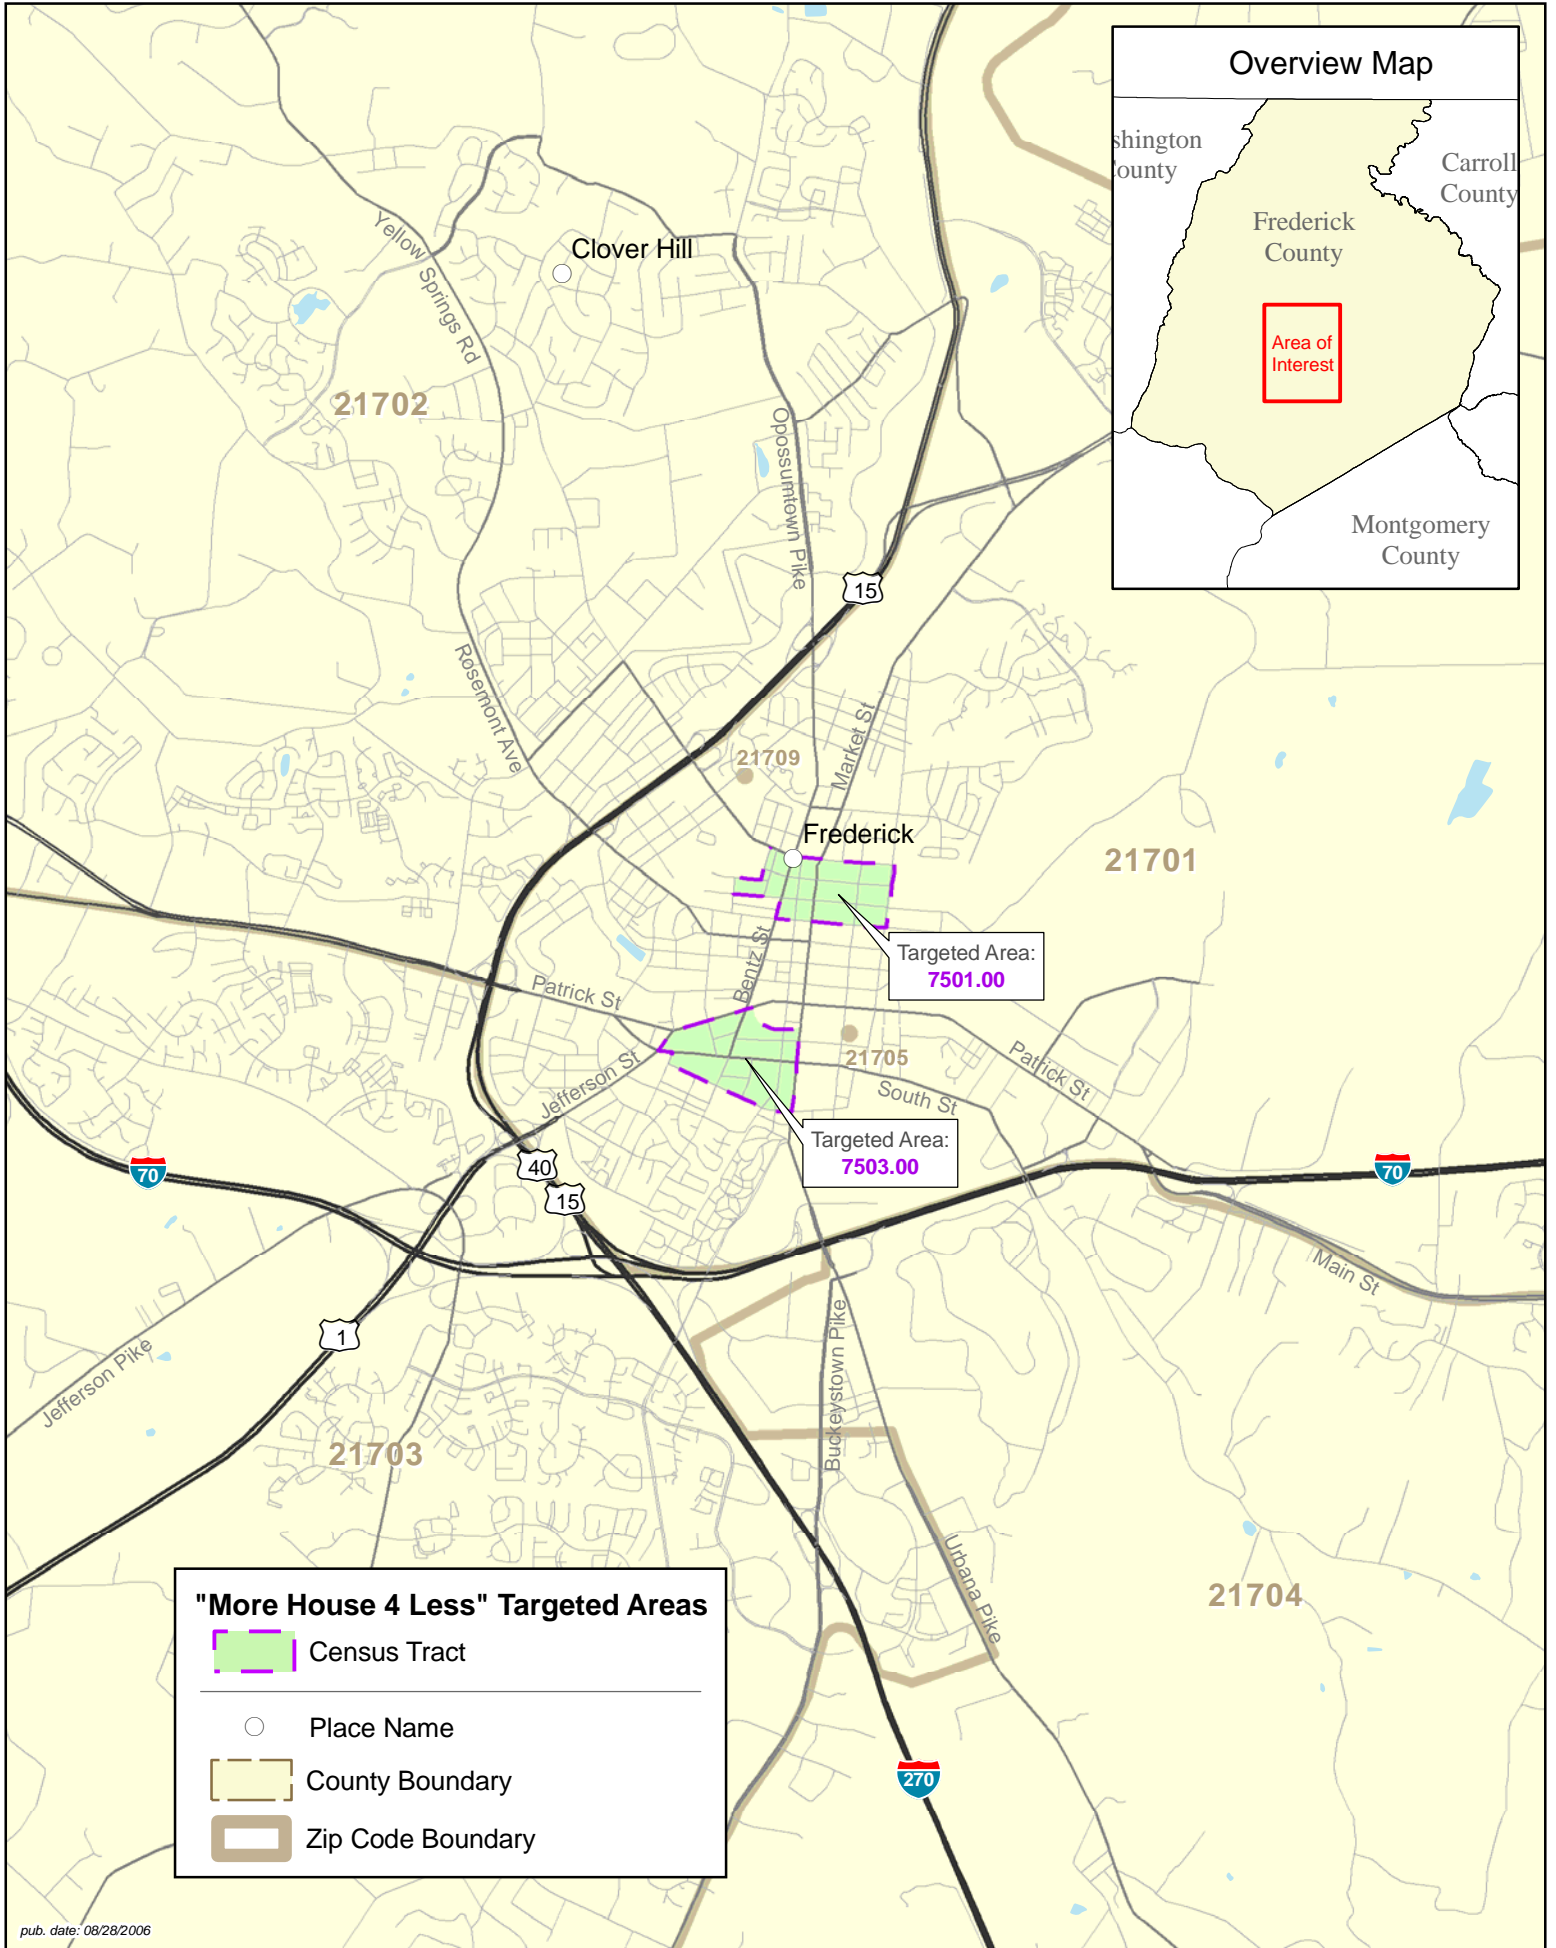 Overview Map
shington
County
Carroll
County
Frederick
County
Area of
Interest
Montgomery
County
Clover Hill
Yellow Springs Rd
21702
Opossumtown Pike
15
Rosemont Ave
Market St
21709
Frederick
21701
Targeted Area:
7501.00
Bentz St
Patrick St
21705
Patrick St
Jefferson St
South St
Targeted Area:
7503.00
70
40
15
70
Main St
1
Jefferson Pike
Buckeystown Pike
21703
Urbana Pike
21704
"More House 4 Less" Targeted Areas
Census Tract
Place Name
County Boundary
Zip Code Boundary
270
pub. date: 08/28/2006